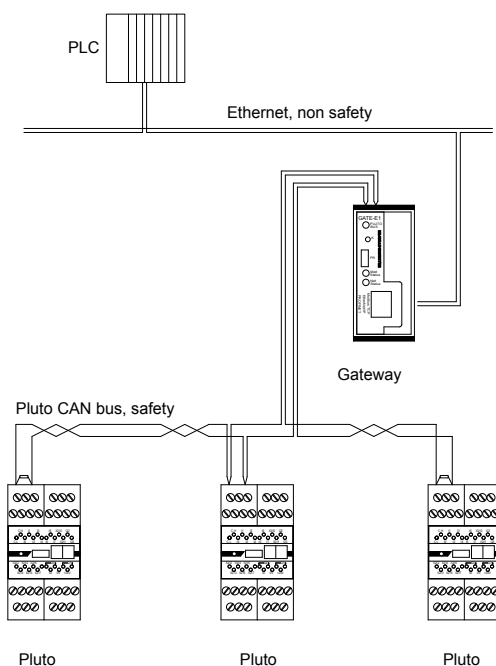 PLC
Ethernet, non safety
GATE-E1
Gateway
Pluto CAN bus, safety
Pluto
Pluto
Pluto